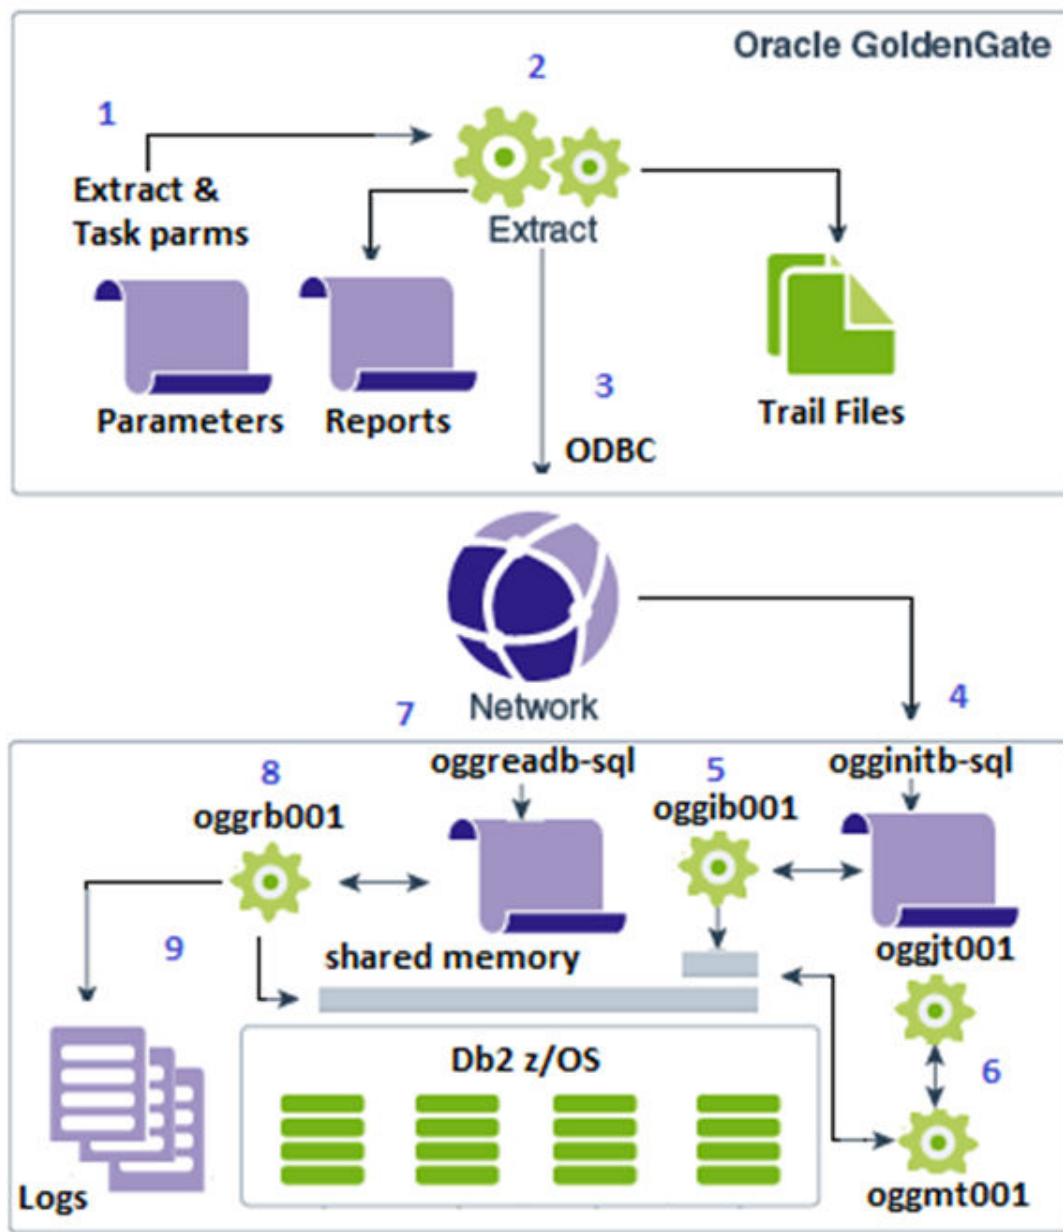 Oracle GoldenGate
2
1
Extract &
Task parms
Extract
Parameters
Reports
3
ODBC
Trail Files
Network
4
7
oggreadb-sql
5
ogginitb-sql
8
oggrb001
oggib001
9
shared memory
oggjt001
Db2 z/OS
6
Logs
oggmt001